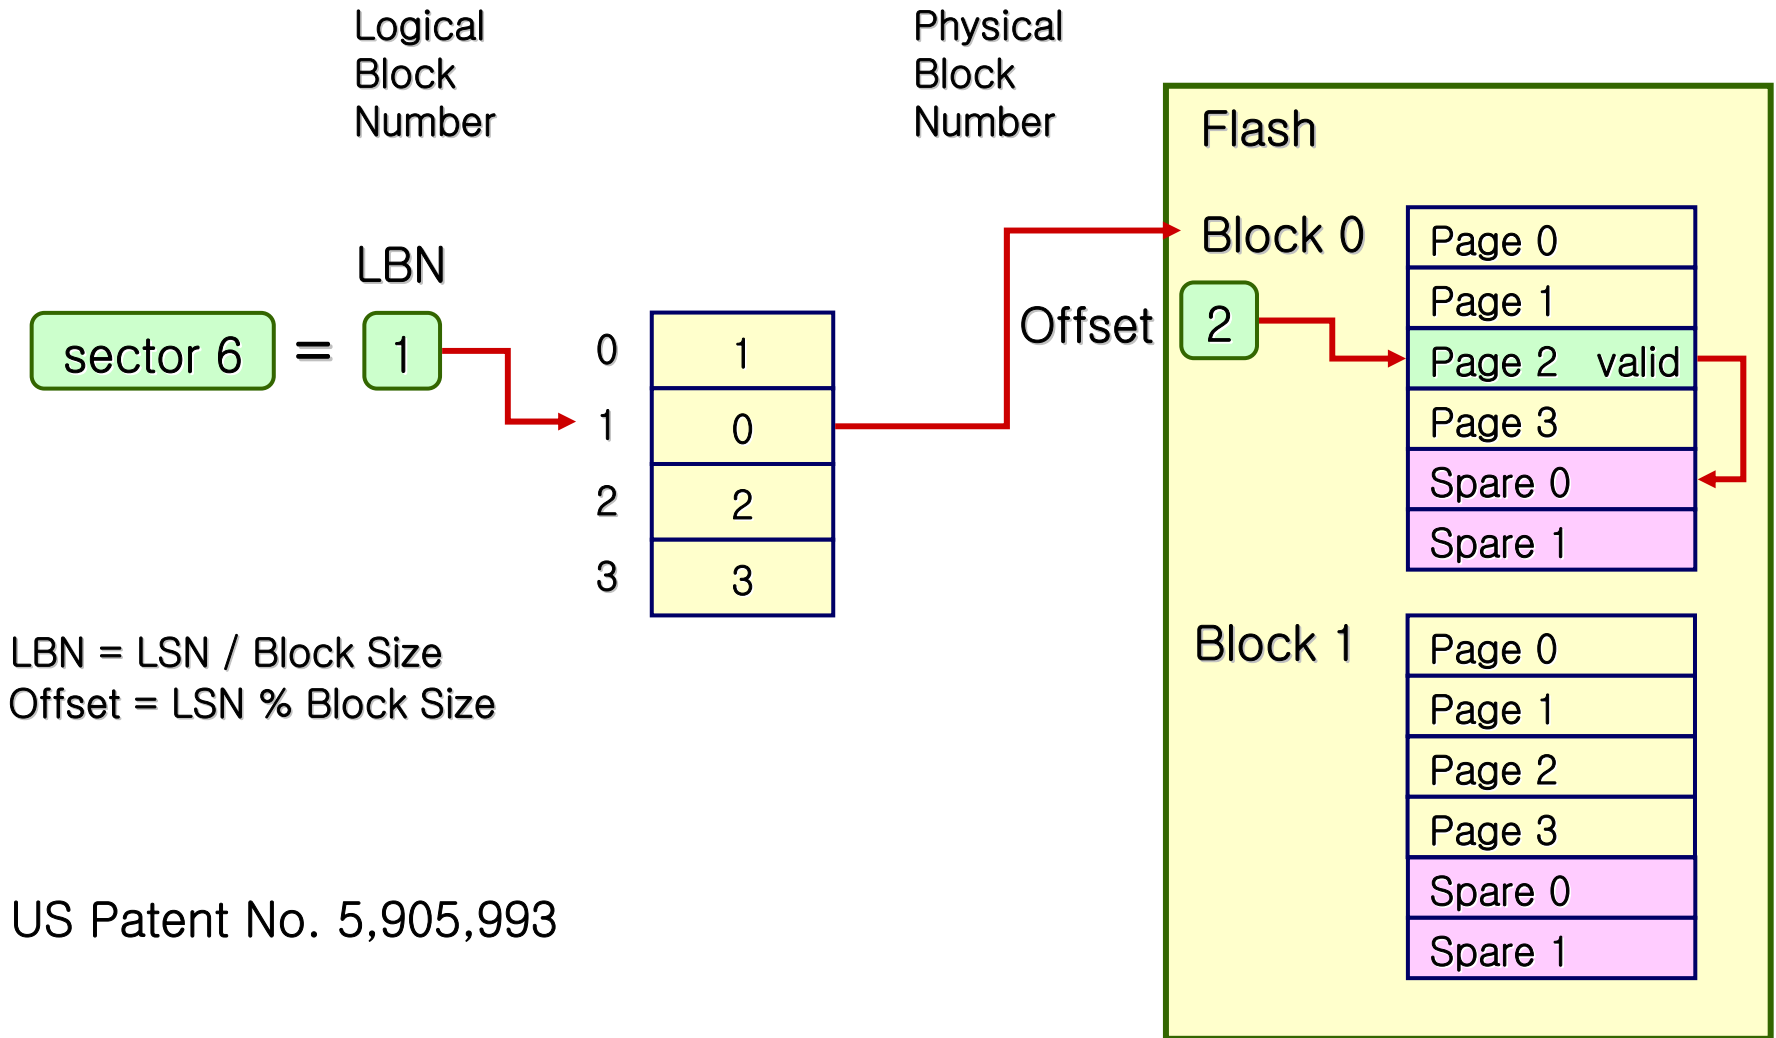 Logical
Block
Number
Physical
Block
Number
Flash
LBN
sector 6 = 1
0 1
1 0
2 2
3 3
Offset 2
Block 0
Page 0
Page 1
Page 2 valid
Page 3
Spare 0
Spare 1
Block 1
Page 0
Page 1
Page 2
Page 3
Spare 0
Spare 1
LBN = LSN / Block Size
Offset = LSN % Block Size
US Patent No. 5,905,993